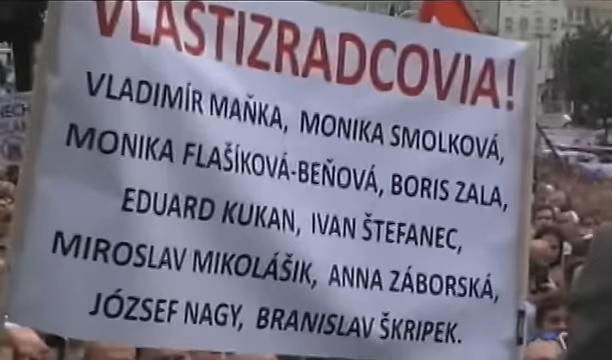 VLASTIZRADCOVIA!
VLADIMÍR MAŇKA, MONIKA SMOLKOVÁ,
MONIKA FLAŠÍKOVÁ-BEŇOVÁ, BORIS ZALA,
EDUARD KUKAN, IVAN ŠTEFANEC,
MIROSLAV MIKOLÁŠIK, ANNA ZÁBORSKÁ,
JÓZSEF NAGY, BRANISLAV ŠKRIPEK.